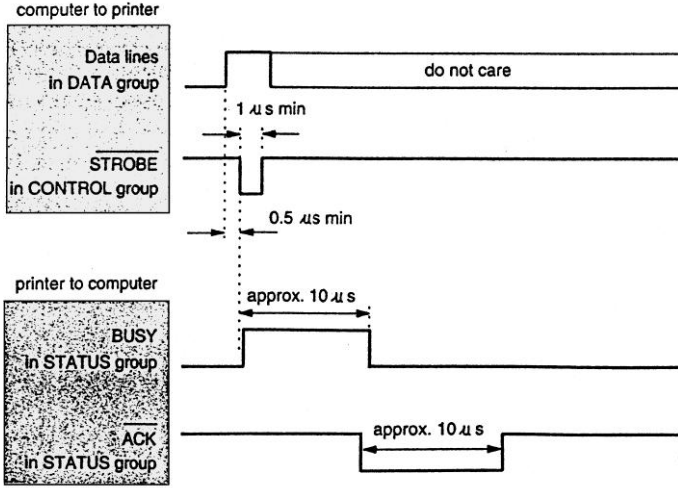 computer to printer
Data lines
in DATA group
do not care
1 μs min
STROBE
in CONTROL group
0.5 μs min
printer to computer
approx. 10 μs
BUSY
in STATUS group
approx. 10 μs
ACK
in STATUS group